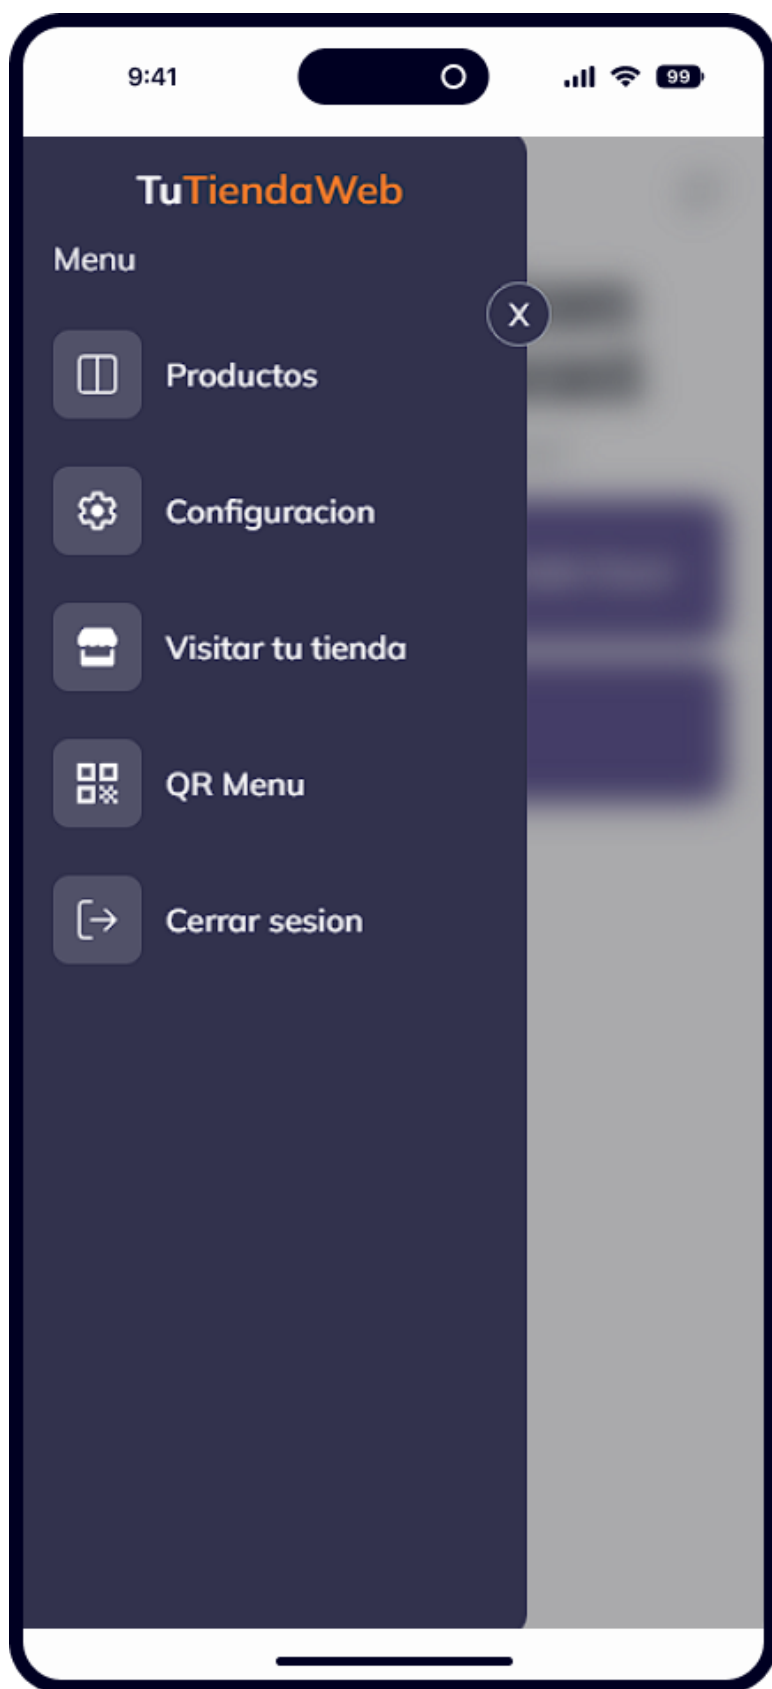 9:41
99
TuTiendaWeb
Menu
X
Productos
Configuracion
Visitar tu tienda
QR Menu
Cerrar sesion